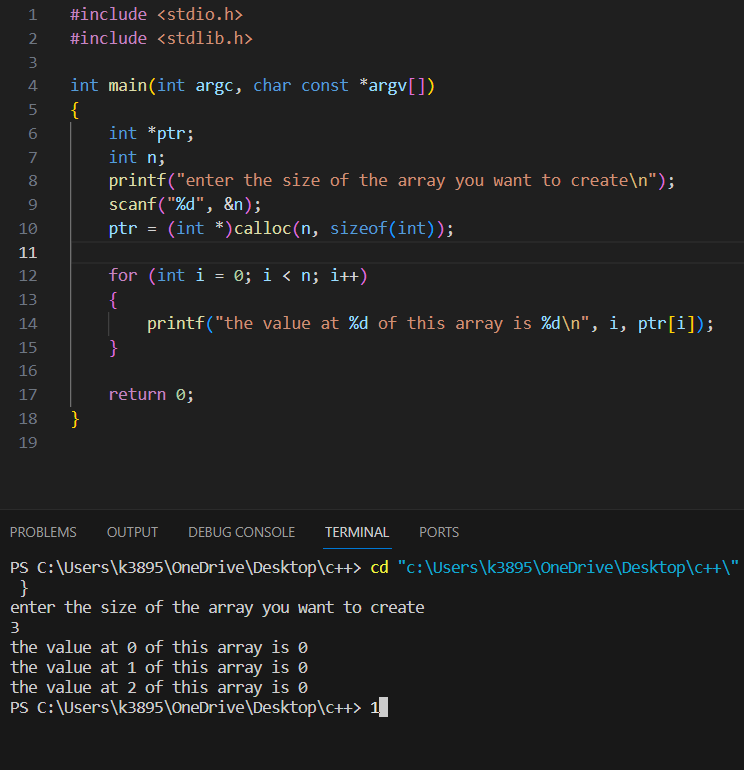 1 #include <stdio.h>
2 #include <stdlib.h>
3
4 int main(int argc, char const *argv[])
5 {
6 int *ptr;
7 int n;
8 printf("enter the size of the array you want to create\n");
9 scanf("%d", &n);
10 ptr = (int *)calloc(n, sizeof(int));
11
12 for (int i = 0; i < n; i++)
13 {
14 printf("the value at %d of this array is %d\n", i, ptr[i]);
15 }
16
17 return 0;
18 }
19
PROBLEMS OUTPUT DEBUG CONSOLE TERMINAL PORTS
PS C:\Users\k3895\OneDrive\Desktop\c++> cd "c:\Users\k3895\OneDrive\Desktop\c++\"
}
enter the size of the array you want to create
3
the value at 0 of this array is 0
the value at 1 of this array is 0
the value at 2 of this array is 0
PS C:\Users\k3895\OneDrive\Desktop\c++> 1